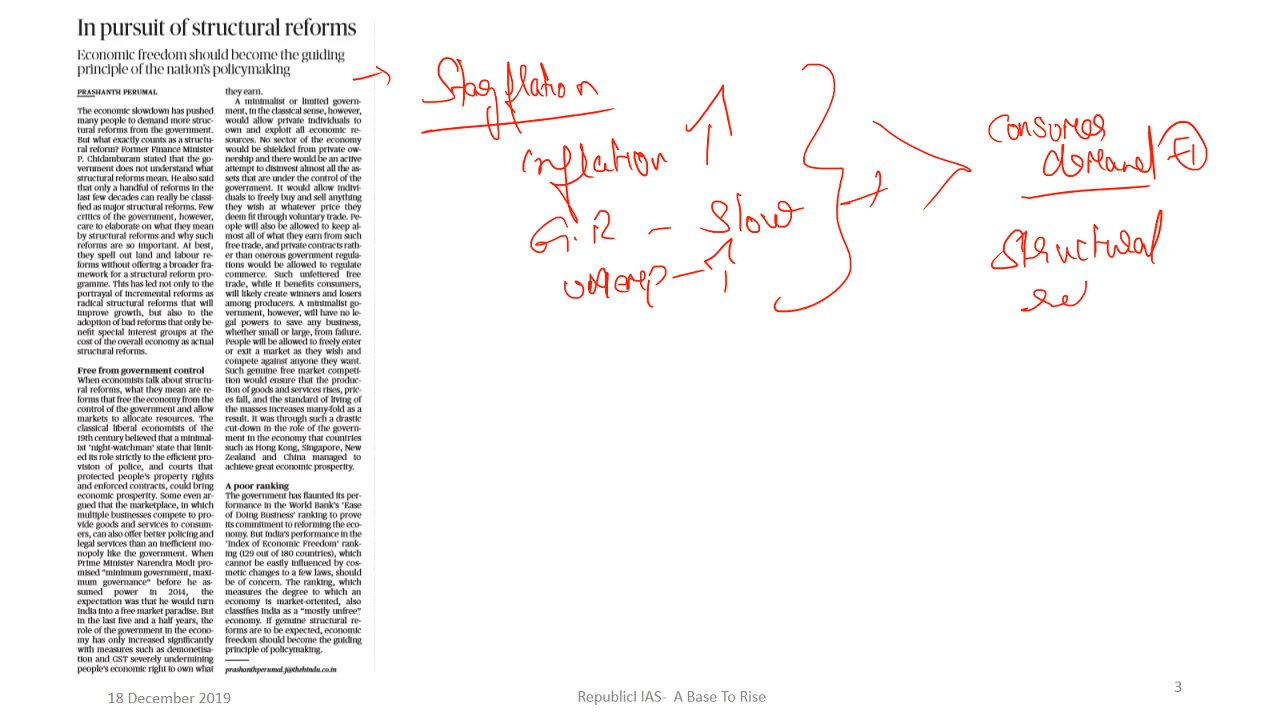 In pursuit of structural reforms
Economic freedom should become the guiding
principle of the nation's policymaking
PRASHANTH PERUMAL
The economic slowdown has pushed
many people to demand more struc-
tural reforms from the government.
But what exactly counts as a structu-
ral reform? Former Finance Minister
P. Chidambaram stated that the go-
vernment does not understand what
structural reforms mean. He also said
that only a handful of reforms in the
last few decades can really be classi-
fied as major structural reforms. Few
critics of the government, however,
care to elaborate on what they mean
by structural reforms and why such
reforms are so important. At best,
they spell out land and labour re-
forms without offering a broader fra-
mework for a structural reform pro-
gramme. This has led not only to the
portrayal of incremental reforms as
radical structural reforms that will
improve growth, but also to the
adoption of bad reforms that only be-
nefit special interest groups at the
cost of the overall economy as actual
structural reforms.
Free from government control
When economists talk about structu-
ral reforms, what they mean are re-
forms that free the economy from the
control of the government and allow
markets to allocate resources. The
classical liberal economists of the
19th century believed that a minimal-
ist 'night-watchman' state that limit-
ed its role strictly to the efficient pro-
vision of police, and courts that
protected people's property rights
and enforced contracts, could bring
economic prosperity. Some even ar-
gued that the marketplace, in which
multiple businesses compete to pro-
vide goods and services to consum-
ers, can also offer better policing and
legal services than an inefficient mo-
nopoly like the government. When
Prime Minister Narendra Modi pro-
mised "minimum government, maxi-
mum governance" before he as-
sumed power in 2014, the
expectation was that he would turn
India into a free market paradise. But
in the last five and a half years, the
role of the government in the econo-
my has only increased significantly
with measures such as demonetisa-
tion and GST severely undermining
people's economic right to own what
they earn.
A minimalist or limited govern-
ment, in the classical sense, however,
would allow private individuals to
own and exploit all economic re-
sources. No sector of the economy
would be shielded from private ow-
nership and there would be an active
attempt to disinvest almost all the as-
sets that are under the control of the
government. It would allow indivi-
duals to freely buy and sell anything
they wish at whatever price they
deem fit through voluntary trade. Pe-
ople will also be allowed to keep al-
most all of what they earn from such
free trade, and private contracts rath-
er than onerous government regula-
tions would be allowed to regulate
commerce. Such unfettered free
trade, while it benefits consumers,
will likely create winners and losers
among producers. A minimalist go-
vernment, however, will have no le-
gal powers to save any business,
whether small or large, from failure.
People will be allowed to freely enter
or exit a market as they wish and
compete against anyone they want.
Such genuine free market competi-
tion would ensure that the produc-
tion of goods and services rises, pric-
es fall, and the standard of living of
the masses increases many-fold as a
result. It was through such a drastic
cut-down in the role of the govern-
ment in the economy that countries
such as Hong Kong, Singapore, New
Zealand and China managed to
achieve great economic prosperity.
A poor ranking
The government has flaunted its per-
formance in the World Bank's 'Ease
of Doing Business' ranking to prove
its commitment to reforming the eco-
nomy. But India's performance in the
'Index of Economic Freedom' rank-
ing (129 out of 180 countries), which
cannot be easily influenced by cos-
metic changes to a few laws, should
be of concern. The ranking, which
measures the degree to which an
economy is market-oriented, also
classifies India as a "mostly unfree"
economy. If genuine structural re-
forms are to be expected, economic
freedom should become the guiding
principle of policymaking.
prashanthperumal.j@thehindu.co.in
Stagflation
Inflation
G.R - Slow
unemp -
Consumer
demand
Structural
18 December 2019
RepublicI IAS- A Base To Rise
3